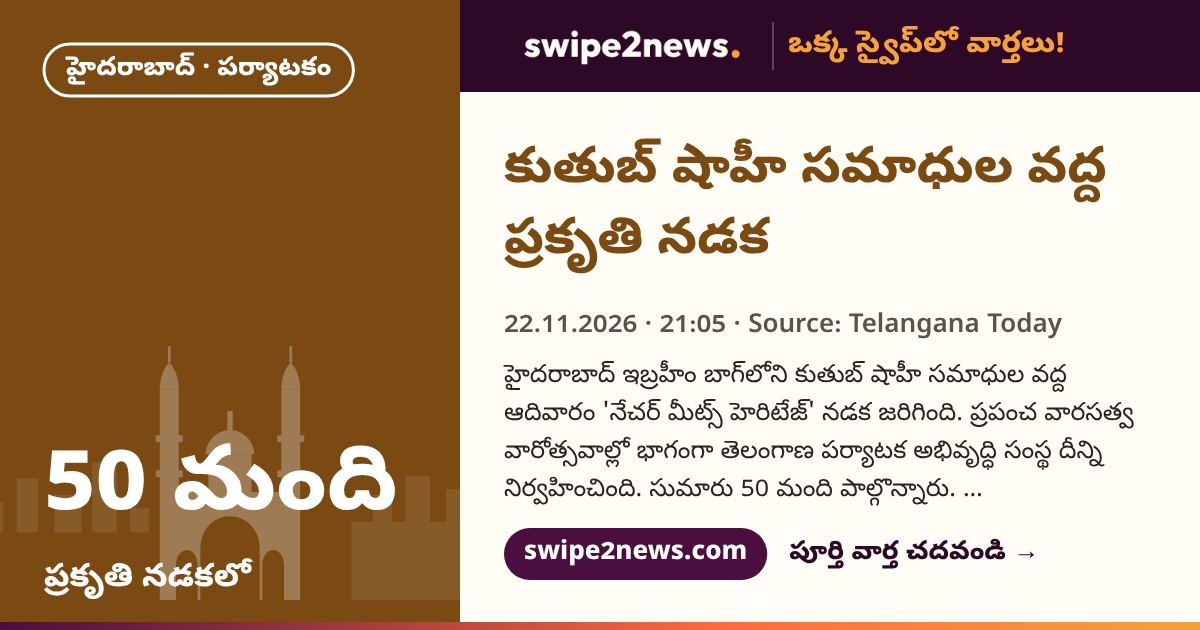 హైదరాబాద్ · పర్యాటకం
50 మంది
ప్రకృతి నడకలో
swipe2news.
ఒక్క స్వైప్‌లో వార్తలు!
కుతుబ్ షాహీ సమాధుల వద్ద
ప్రకృతి నడక
22.11.2026 · 21:05 · Source: Telangana Today
హైదరాబాద్ ఇబ్రహీం బాగ్‌లోని కుతుబ్ షాహీ సమాధుల వద్ద
ఆదివారం 'నేచర్ మీట్స్ హెరిటేజ్' నడక జరిగింది. ప్రపంచ వారసత్వ
వారోత్సవాల్లో భాగంగా తెలంగాణ పర్యాటక అభివృద్ధి సంస్థ దీన్ని
నిర్వహించింది. సుమారు 50 మంది పాల్గొన్నారు. ...
swipe2news.com
పూర్తి వార్త చదవండి →